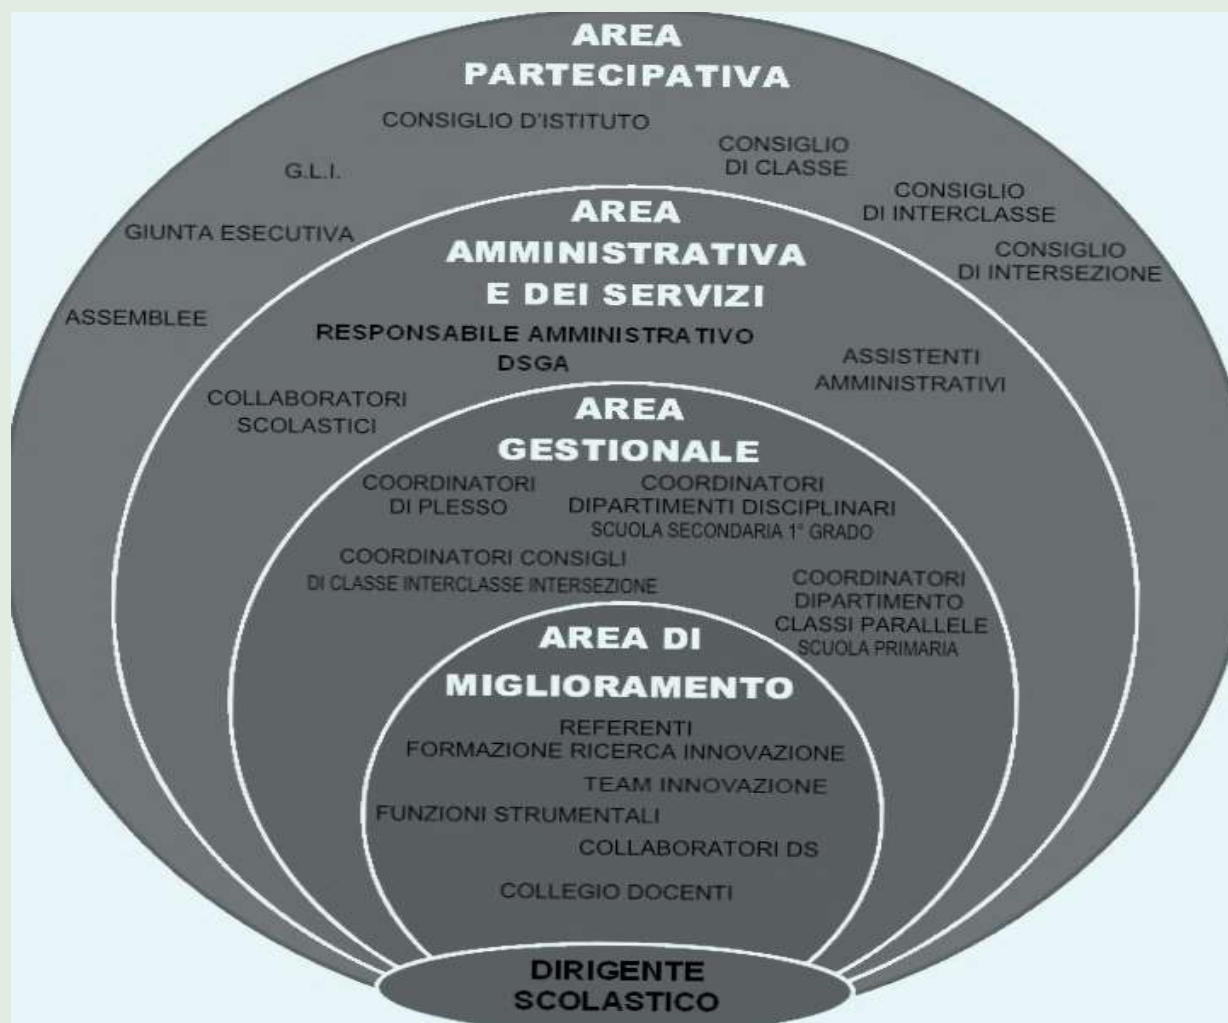 AREA
PARTECIPATIVA
CONSIGLIO D'ISTITUTO
CONSIGLIO
DI CLASSE
G.L.I.
CONSIGLIO
DI INTERCLASSE
GIUNTA ESECUTIVA
CONSIGLIO
DI INTERSEZIONE
ASSEMBLEE
AREA
AMMINISTRATIVA
E DEI SERVIZI
RESPONSABILE AMMINISTRATIVO
DSGA
ASSISTENTI
AMMINISTRATIVI
COLLABORATORI
SCOLASTICI
AREA
GESTIONALE
COORDINATORI
DI PLESSO
COORDINATORI
DIPARTIMENTI DISCIPLINARI
SCUOLA SECONDARIA 1° GRADO
COORDINATORI CONSIGLI
DI CLASSE INTERCLASSE INTERSEZIONE
COORDINATORI
DIPARTIMENTO
CLASSI PARALLELE
SCUOLA PRIMARIA
AREA DI
MIGLIORAMENTO
REFERENTI
FORMAZIONE RICERCA INNOVAZIONE
TEAM INNOVAZIONE
FUNZIONI STRUMENTALI
COLLABORATORI DS
COLLEGIO DOCENTI
DIRIGENTE
SCOLASTICO